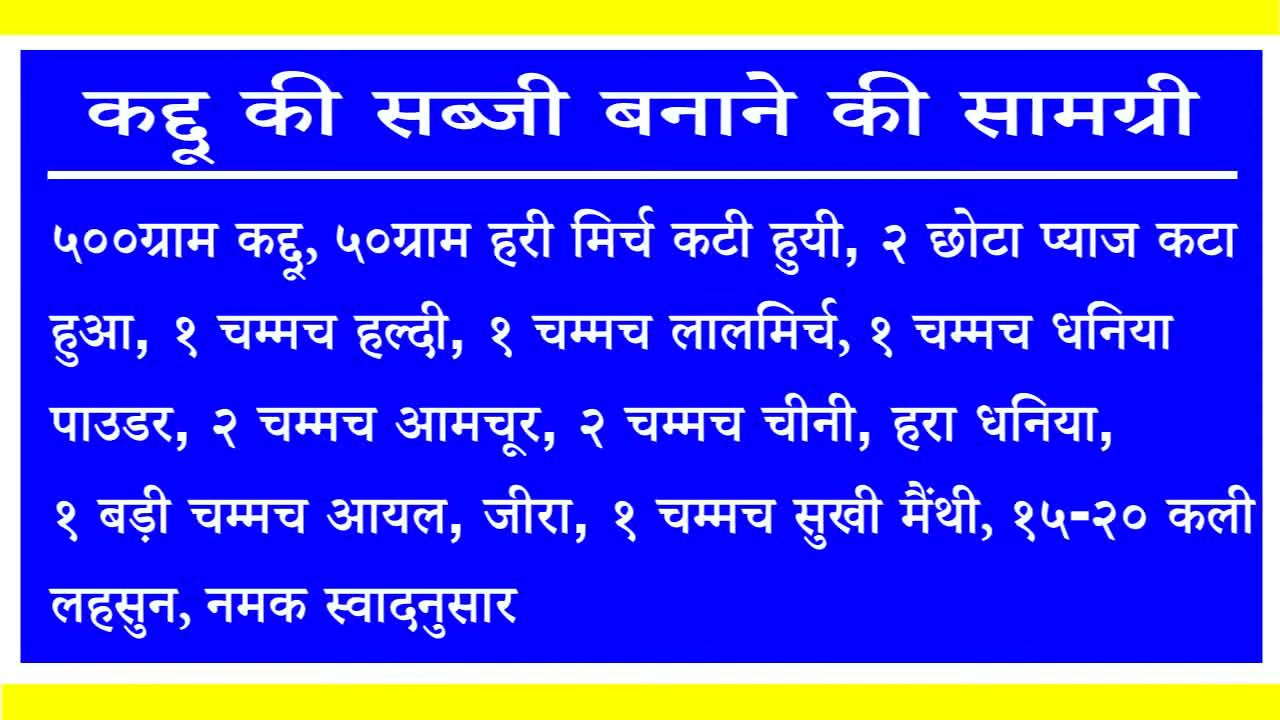 कद्दू की सब्जी बनाने की सामग्री
५००ग्राम कद्दू, ५०ग्राम हरी मिर्च कटी हुयी, २ छोटा प्याज कटा
हुआ, १ चम्मच हल्दी, १ चम्मच लालमिर्च, १ चम्मच धनिया
पाउडर, २ चम्मच आमचूर, २ चम्मच चीनी, हरा धनिया,
१ बड़ी चम्मच आयल, जीरा, १ चम्मच सुखी मैंथी, १५-२० कली
लहसुन, नमक स्वादनुसार